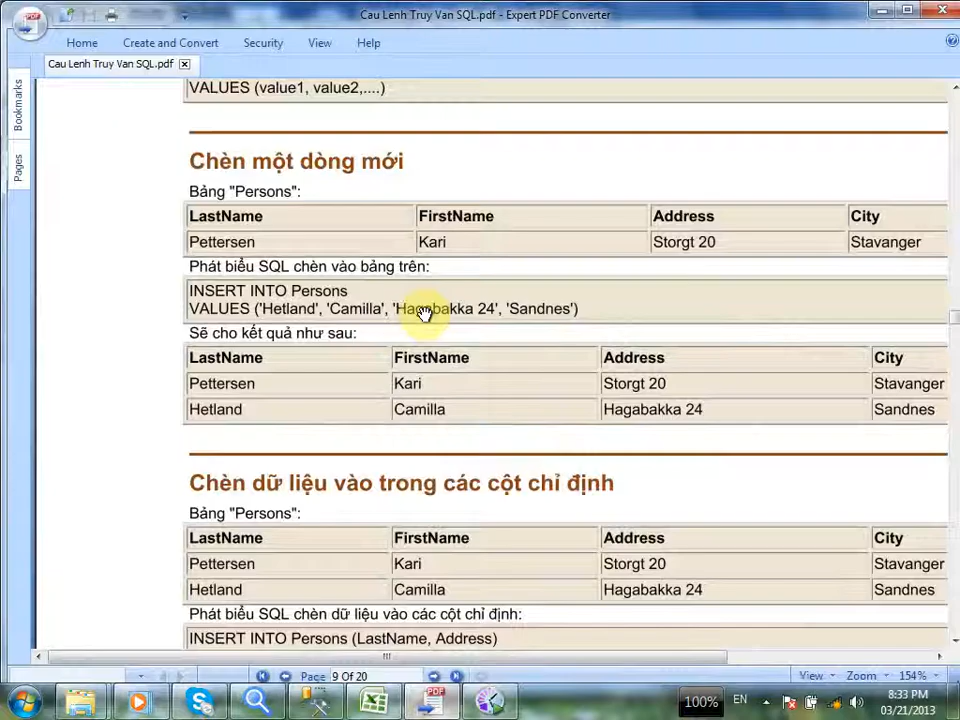 Cau Lenh Truy Van SQL.pdf - Expert PDF Converter
Home Create and Convert Security View Help
Cau Lenh Truy Van SQL.pdf
Bookmarks
Pages
VALUES (value1, value2,....)
Chèn một dòng mới
Bảng "Persons":
LastName FirstName Address City
Pettersen Kari Storgt 20 Stavanger
Phát biểu SQL chèn vào bảng trên:
INSERT INTO Persons
VALUES ('Hetland', 'Camilla', 'Hagabakka 24', 'Sandnes')
Sẽ cho kết quả như sau:
LastName FirstName Address City
Pettersen Kari Storgt 20 Stavanger
Hetland Camilla Hagabakka 24 Sandnes
Chèn dữ liệu vào trong các cột chỉ định
Bảng "Persons":
LastName FirstName Address City
Pettersen Kari Storgt 20 Stavanger
Hetland Camilla Hagabakka 24 Sandnes
Phát biểu SQL chèn dữ liệu vào các cột chỉ định:
INSERT INTO Persons (LastName, Address)
Page 9 Of 20 View Zoom 154%
100% EN 8:33 PM
03/21/2013